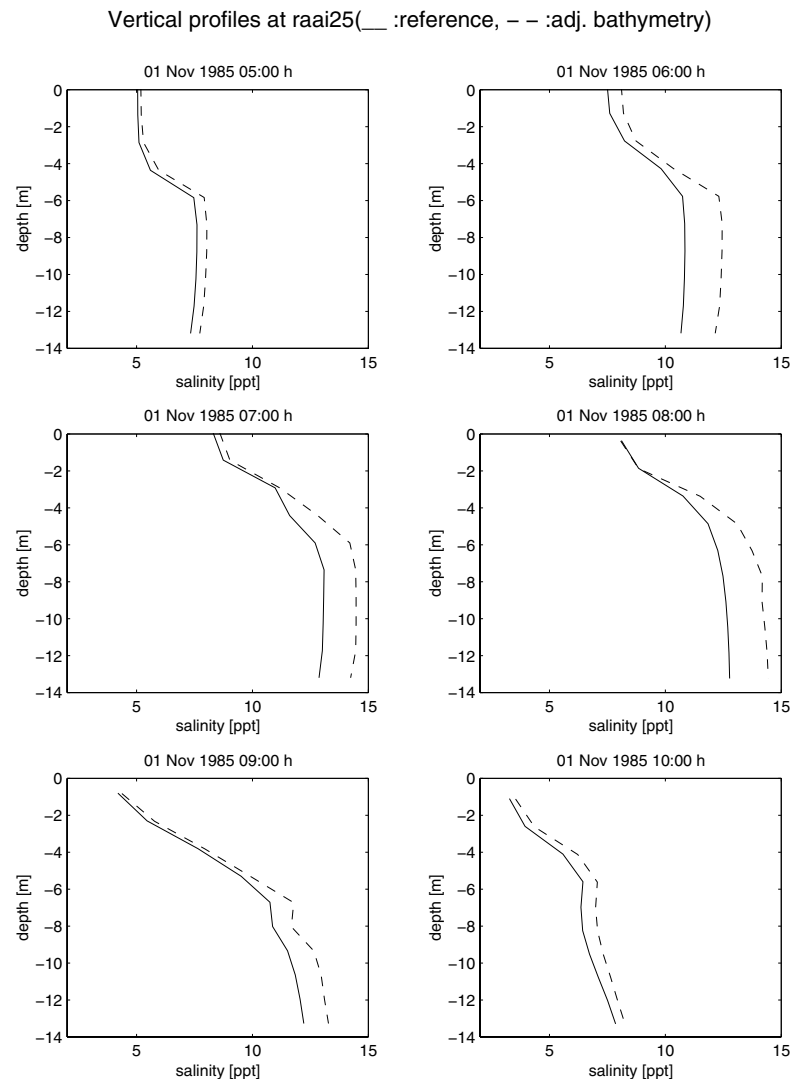 Vertical profiles at raai25(__ :reference, − − :adj. bathymetry)
01 Nov 1985 05:00 h
0
−2
−4
−6
−8
−10
−12
−14
depth [m]
5 10 15
salinity [ppt]
01 Nov 1985 06:00 h
0
−2
−4
−6
−8
−10
−12
−14
depth [m]
5 10 15
salinity [ppt]
01 Nov 1985 07:00 h
0
−2
−4
−6
−8
−10
−12
−14
depth [m]
5 10 15
salinity [ppt]
01 Nov 1985 08:00 h
0
−2
−4
−6
−8
−10
−12
−14
depth [m]
5 10 15
salinity [ppt]
01 Nov 1985 09:00 h
0
−2
−4
−6
−8
−10
−12
−14
depth [m]
5 10 15
salinity [ppt]
01 Nov 1985 10:00 h
0
−2
−4
−6
−8
−10
−12
−14
depth [m]
5 10 15
salinity [ppt]